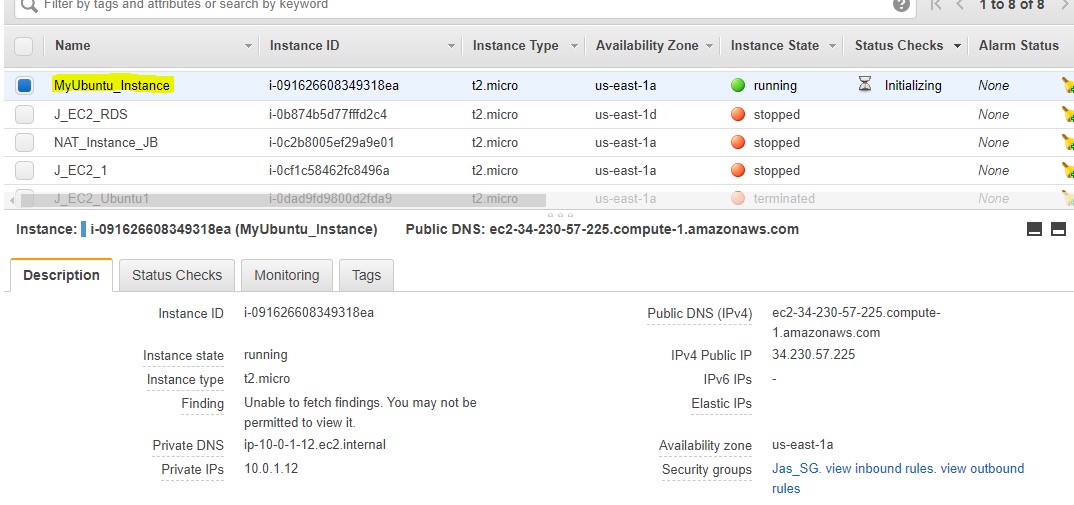 Filter by tags and attributes or search by keyword ? 1 to 8 of 8
Name Instance ID Instance Type Availability Zone Instance State Status Checks Alarm Status
MyUbuntu_Instance i-091626608349318ea t2.micro us-east-1a running Initializing None
J_EC2_RDS i-0b874b5d77fffd2c4 t2.micro us-east-1d stopped None
NAT_Instance_JB i-0c2b8005ef29a9e01 t2.micro us-east-1a stopped None
J_EC2_1 i-0cf1c58462fc8496a t2.micro us-east-1a stopped None
J_EC2_Ubuntu1 i-0dad9fd9800d2fda9 t2.micro us-east-1a terminated None
Instance: i-091626608349318ea (MyUbuntu_Instance) Public DNS: ec2-34-230-57-225.compute-1.amazonaws.com
Description Status Checks Monitoring Tags
Instance ID i-091626608349318ea Public DNS (IPv4) ec2-34-230-57-225.compute-
1.amazonaws.com
Instance state running IPv4 Public IP 34.230.57.225
Instance type t2.micro IPv6 IPs -
Finding Unable to fetch findings. You may not be Elastic IPs
permitted to view it.
Private DNS ip-10-0-1-12.ec2.internal Availability zone us-east-1a
Private IPs 10.0.1.12 Security groups Jas_SG. view inbound rules. view outbound
rules